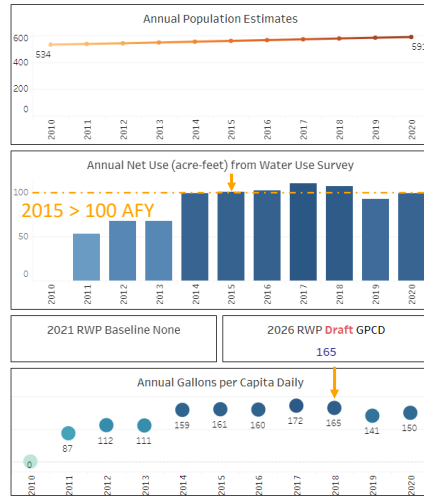 Annual Population Estimates
600
534
591
400
200
0
2010 2011 2012 2013 2014 2015 2016 2017 2018 2019 2020
Annual Net Use (acre-feet) from Water Use Survey
100
2015 > 100 AFY
50
0
2010 2011 2012 2013 2014 2015 2016 2017 2018 2019 2020
2021 RWP Baseline None
2026 RWP Draft GPCD
165
Annual Gallons per Capita Daily
0 87 112 111 159 161 160 172 165 141 150
2010 2011 2012 2013 2014 2015 2016 2017 2018 2019 2020